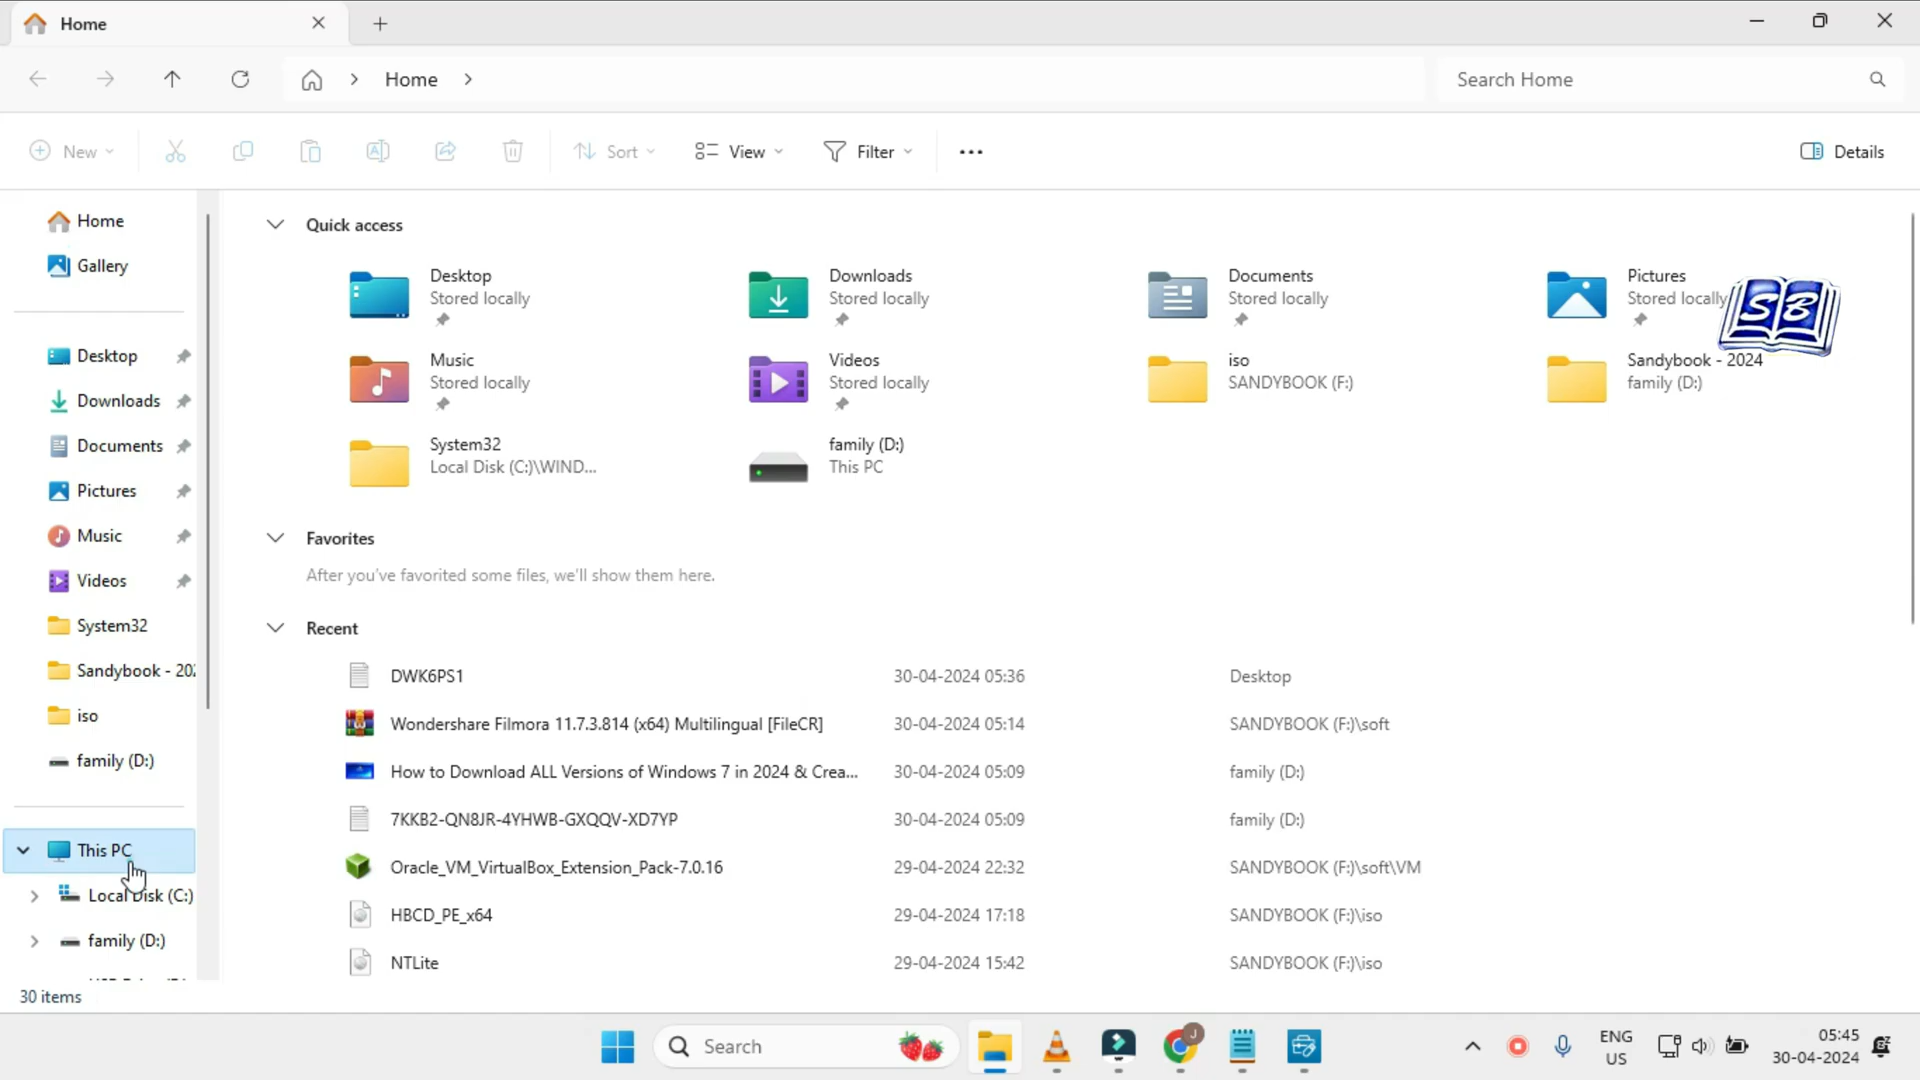 Home
Home
Search Home
New
Sort
View
Filter
Details
Home
Gallery
Desktop
Downloads
Documents
Pictures
Music
Videos
System32
Sandybook - 202
iso
family (D:)
This PC
Local Disk (C:)
family (D:)
30 items
Quick access
Desktop
Stored locally
Downloads
Stored locally
Documents
Stored locally
Pictures
Stored locally
SB
Music
Stored locally
Videos
Stored locally
iso
SANDYBOOK (F:)
Sandybook - 2024
family (D:)
System32
Local Disk (C:)\WIND...
family (D:)
This PC
Favorites
After you've favorited some files, we'll show them here.
Recent
DWK6PS1 30-04-2024 05:36 Desktop
Wondershare Filmora 11.7.3.814 (x64) Multilingual [FileCR] 30-04-2024 05:14 SANDYBOOK (F:)\soft
How to Download ALL Versions of Windows 7 in 2024 & Crea... 30-04-2024 05:09 family (D:)
7KKB2-QN8JR-4YHWB-GXQQV-XD7YP 30-04-2024 05:09 family (D:)
Oracle_VM_VirtualBox_Extension_Pack-7.0.16 29-04-2024 22:32 SANDYBOOK (F:)\soft\VM
HBCD_PE_x64 29-04-2024 17:18 SANDYBOOK (F:)\iso
NTLite 29-04-2024 15:42 SANDYBOOK (F:)\iso
Search
J
ENG
US
05:45
30-04-2024